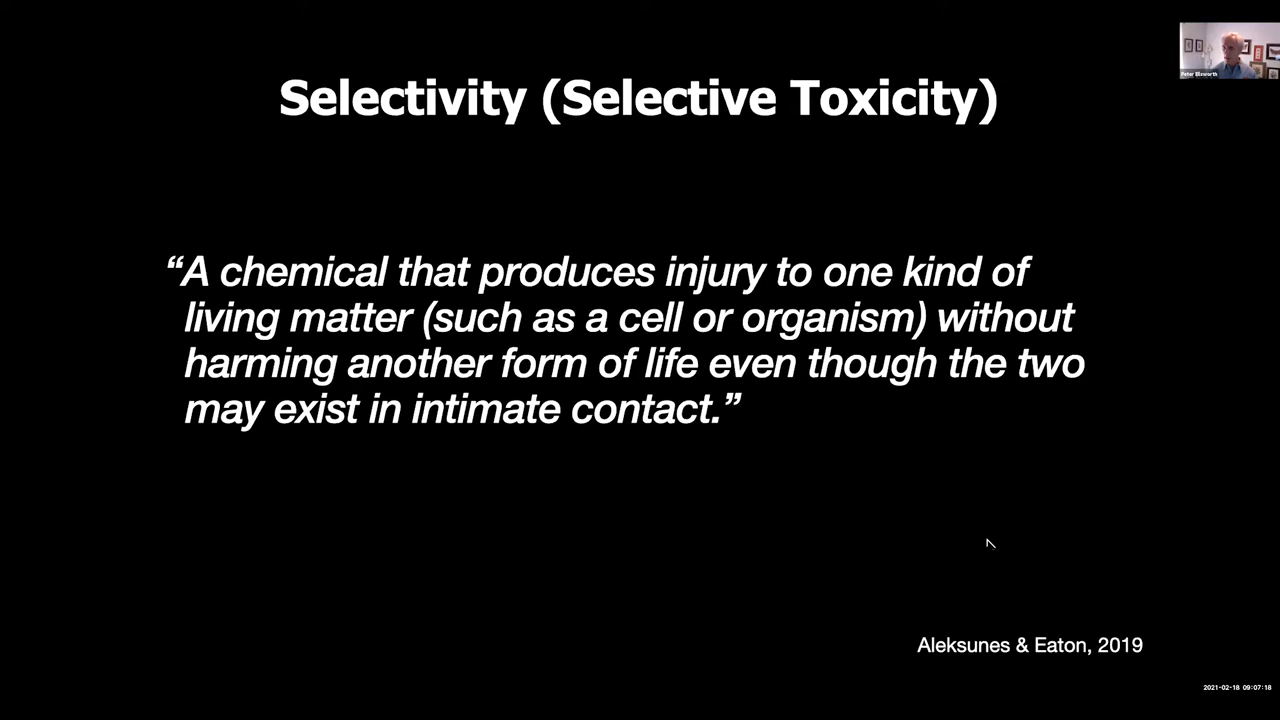 Peter Ellsworth
Selectivity (Selective Toxicity)
“A chemical that produces injury to one kind of
living matter (such as a cell or organism) without
harming another form of life even though the two
may exist in intimate contact.”
Aleksunes & Eaton, 2019
2021-02-18 09:07:18